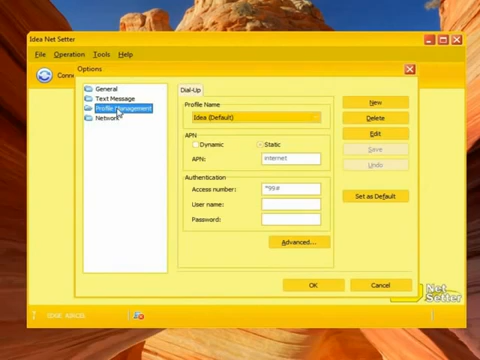 Idea Net Setter
File Operation Tools Help
Options
General
Text Message
Profile Management
Network
Dial-Up
Profile Name
Idea (Default)
APN
Dynamic Static
APN: internet
Authentication
Access number:
User name:
Password:
Advanced...
New
Delete
Edit
Save
Undo
Set as Default
OK Cancel
Net
Setter